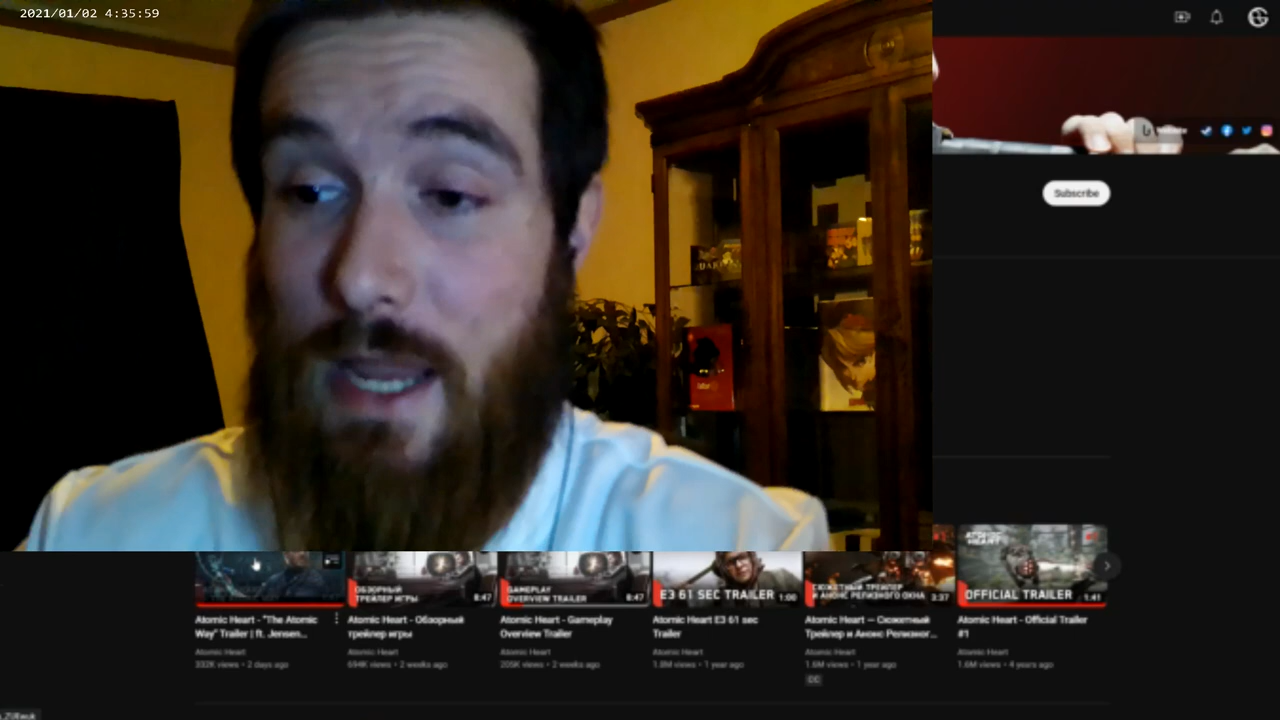 2021/01/02 4:35:59
Subscribe
ОБЗОРНЫЙ
ТРЕЙЛЕР ИГРЫ
8:47
GAMEPLAY
OVERVIEW TRAILER
8:47
E3 61 SEC TRAILER
1:00
СЮЖЕТНЫЙ ТРЕЙЛЕР
И АНОНС РЕЛИЗНОГО ОКНА
3:37
ATOMIC
HEART
OFFICIAL TRAILER
1:41
Atomic Heart - "The Atomic
Way" Trailer | ft. Jensen...
Atomic Heart
332K views • 2 days ago
Atomic Heart - Обзорный
трейлер игры
Atomic Heart
694K views • 2 weeks ago
Atomic Heart - Gameplay
Overview Trailer
Atomic Heart
205K views • 2 weeks ago
Atomic Heart E3 61 sec
Trailer
Atomic Heart
1.8M views • 1 year ago
Atomic Heart — Сюжетный
Трейлер и Анонс Релизног...
Atomic Heart
1.6M views • 1 year ago
CC
Atomic Heart - Official Trailer
#1
Atomic Heart
1.6M views • 4 years ago